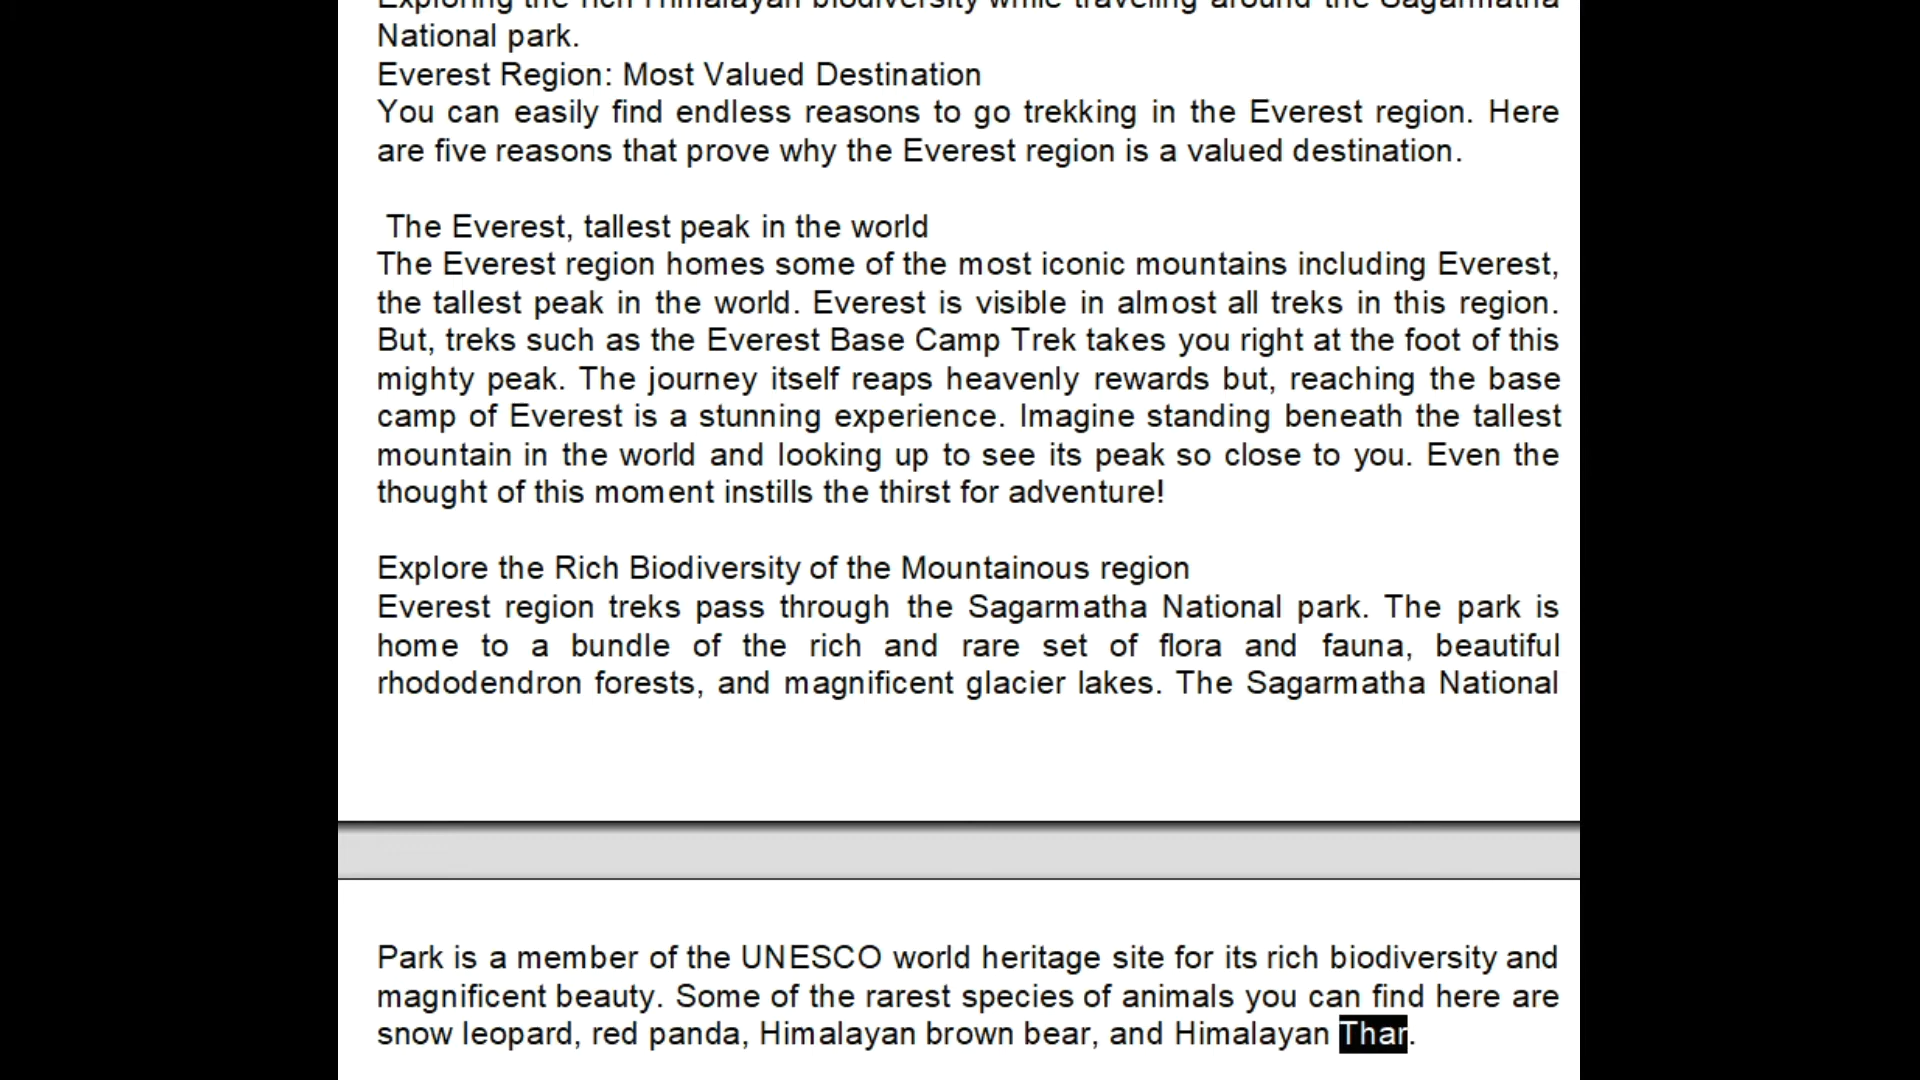 Exploring the rich Himalayan biodiversity while traveling around the Sagarmatha
National park.
Everest Region: Most Valued Destination
You can easily find endless reasons to go trekking in the Everest region. Here
are five reasons that prove why the Everest region is a valued destination.
The Everest, tallest peak in the world
The Everest region homes some of the most iconic mountains including Everest,
the tallest peak in the world. Everest is visible in almost all treks in this region.
But, treks such as the Everest Base Camp Trek takes you right at the foot of this
mighty peak. The journey itself reaps heavenly rewards but, reaching the base
camp of Everest is a stunning experience. Imagine standing beneath the tallest
mountain in the world and looking up to see its peak so close to you. Even the
thought of this moment instills the thirst for adventure!
Explore the Rich Biodiversity of the Mountainous region
Everest region treks pass through the Sagarmatha National park. The park is
home to a bundle of the rich and rare set of flora and fauna, beautiful
rhododendron forests, and magnificent glacier lakes. The Sagarmatha National
Park is a member of the UNESCO world heritage site for its rich biodiversity and
magnificent beauty. Some of the rarest species of animals you can find here are
snow leopard, red panda, Himalayan brown bear, and Himalayan Thar.